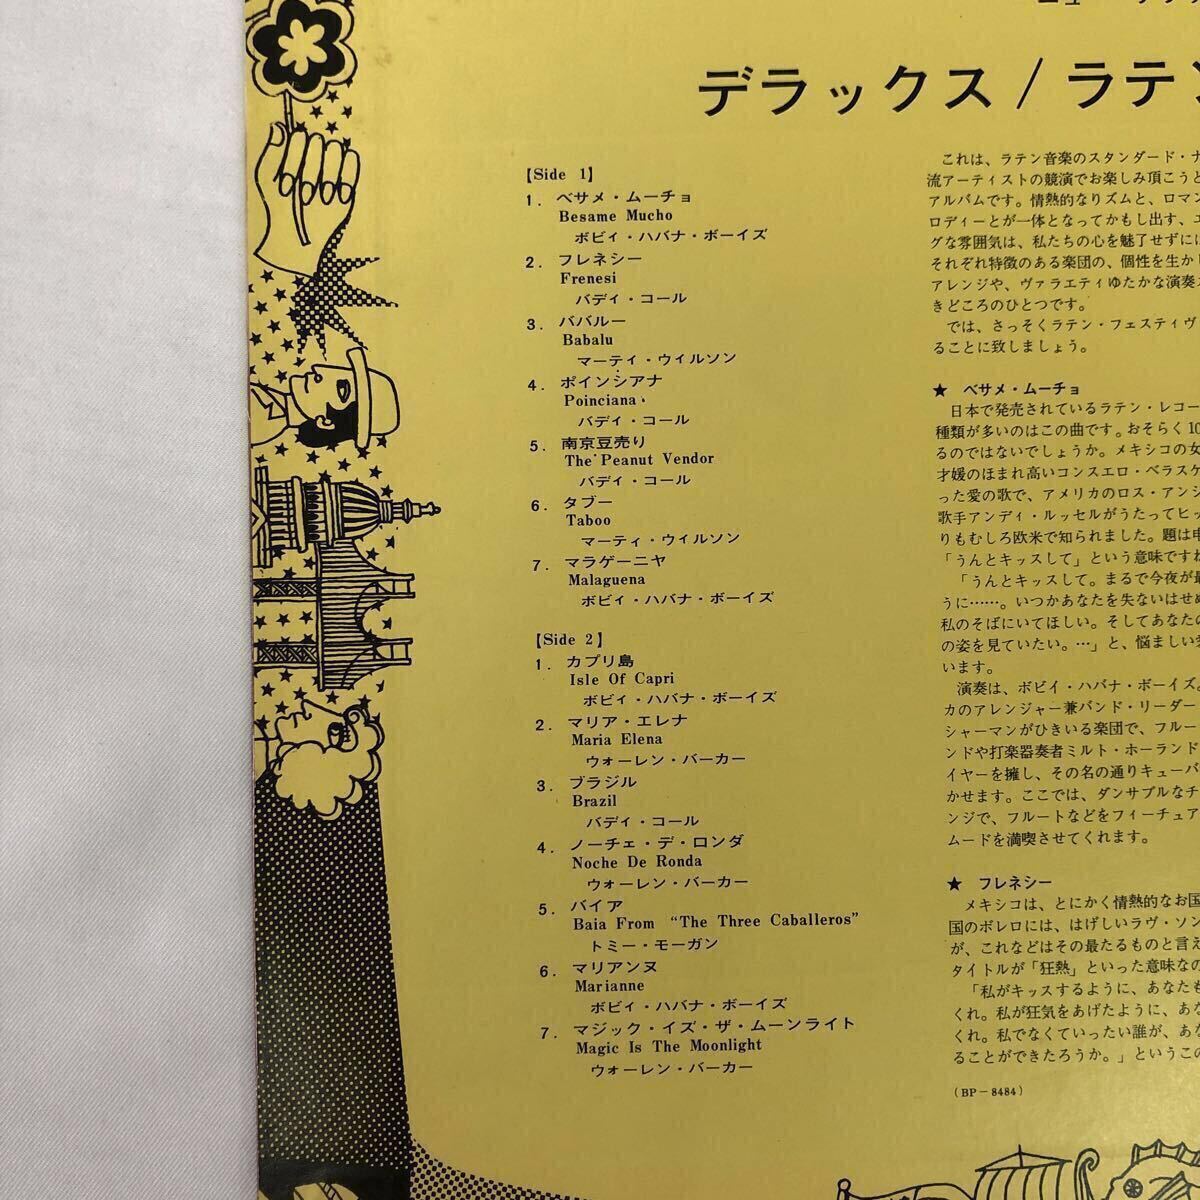 デラックス/ラテン
【Side 1】
1. ベサメ・ムーチョ
Besame Mucho
ボビィ・ハバナ・ボーイズ
2. フレネシー
Frenesi
バディ・コール
3. ババルー
Babalu
マーティ・ウイルソン
4. ポインシアナ
Poinciana
バディ・コール
5. 南京豆売り
The Peanut Vendor
バディ・コール
6. タブー
Taboo
マーティ・ウイルソン
7. マラゲーニヤ
Malaguena
ボビィ・ハバナ・ボーイズ
【Side 2】
1. カプリ島
Isle Of Capri
ボビィ・ハバナ・ボーイズ
2. マリア・エレナ
Maria Elena
ウォーレン・バーカー
3. ブラジル
Brazil
バディ・コール
4. ノーチェ・デ・ロンダ
Noche De Ronda
ウォーレン・バーカー
5. バイア
Baia From "The Three Caballeros"
トミー・モーガン
6. マリアンヌ
Marianne
ボビィ・ハバナ・ボーイズ
7. マジック・イズ・ザ・ムーンライト
Magic Is The Moonlight
ウォーレン・バーカー
これは、ラテン音楽のスタンダード・ナ
流アーティストの競演でお楽しみ頂こうと
アルバムです。情熱的なリズムと、ロマン
ロディーとが一体となってかもし出す、エ
グな雰囲気は、私たちの心を魅了せずには
それぞれ特徴のある楽団の、個性を生かし
アレンジや、ヴァラエティゆたかな演奏
きどころのひとつです。
では、さっそくラテン・フェスティヴ
ることに致しましょう。
★ ベサメ・ムーチョ
日本で発売されているラテン・レコー
種類が多いのはこの曲です。おそらく10
るのではないでしょうか。メキシコの女
才媛のほまれ高いコンスエロ・ベラスケ
った愛の歌で、アメリカのロス・アンジ
歌手アンディ・ルッセルがうたってヒッ
りもむしろ欧米で知られました。題は
「うんとキッスして」という意味ですね
「うんとキッスして。まるで今夜が最
うに……。いつかあなたを失ないはせぬ
私のそばにいてほしい。そしてあなたの
の姿を見ていたい。…」と、悩ましい
います。
演奏は、ボビイ・ハバナ・ボーイズ。
カのアレンジャー兼バンド・リーダー
シャーマンがひきいる楽団で、フルー
ンドや打楽器奏者ミルト・ホーランド
イヤーを擁し、その名の通りキューバ
かせます。ここでは、ダンサブルなチ
ンジで、フルートなどをフィーチュア
ムードを満喫させてくれます。
★ フレネシー
メキシコは、とにかく情熱的なお国
国のボレロには、はげしいラヴ・ソン
が、これなどはその最たるものと言え
タイトルが「狂熱」といった意味なの
「私がキッスするように、あなたも
くれ。私が狂気をあげたように、あな
くれ。私でなくていったい誰が、あな
ることができたろうか。」というこの
(BP-8484)